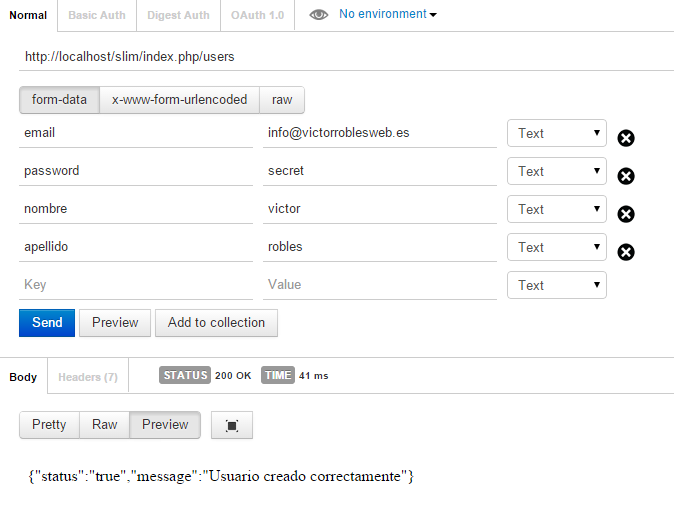 Normal Basic Auth Digest Auth OAuth 1.0 No environment
http://localhost/slim/index.php/users
form-data x-www-form-urlencoded raw
email info@victorroblesweb.es Text
password secret Text
nombre victor Text
apellido robles Text
Key Value Text
Send Preview Add to collection
Body Headers (7) STATUS 200 OK TIME 41 ms
Pretty Raw Preview
{"status":"true","message":"Usuario creado correctamente"}